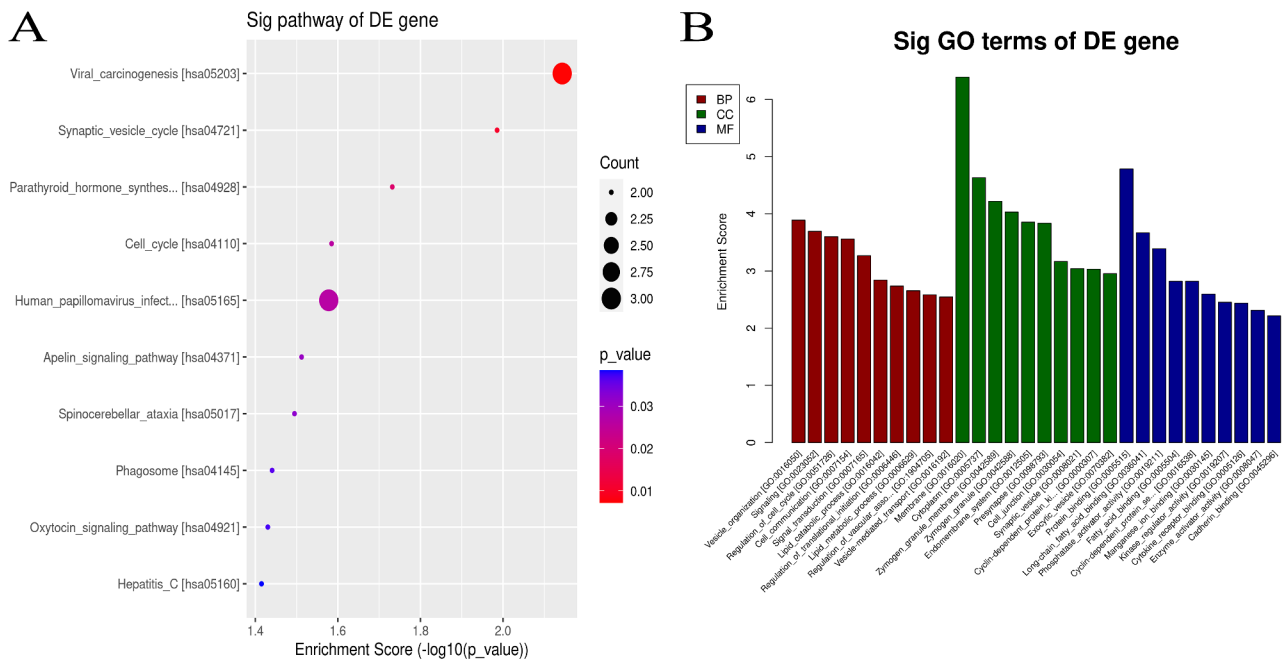 A
Sig pathway of DE gene
Viral_carcinogenesis [hsa05203]
Synaptic_vesicle_cycle [hsa04721]
Parathyroid_hormone_synthes... [hsa04928]
Cell_cycle [hsa04110]
Human_papillomavirus_infect... [hsa05165]
Apelin_signaling_pathway [hsa04371]
Spinocerebellar_ataxia [hsa05017]
Phagosome [hsa04145]
Oxytocin_signaling_pathway [hsa04921]
Hepatitis_C [hsa05160]
1.4 1.6 1.8 2.0
Enrichment Score (-log10(p_value))
Count
2.00
2.25
2.50
2.75
3.00
p_value
0.03
0.02
0.01
B
Sig GO terms of DE gene
BP
CC
MF
Enrichment Score
6
5
4
3
2
1
0
Vesicle_organization [GO:0016050]
Signaling [GO:0023052]
Regulation_of_cell_cycle [GO:0051726]
Cell_communication [GO:0007154]
Signal_transduction [GO:0007165]
Lipid_catabolic_process [GO:0016042]
Regulation_of_translational_initiation [GO:0006446]
Lipid_metabolic_process [GO:0006629]
Regulation_of_vascular_asso... [GO:1904705]
Vesicle-mediated_transport [GO:0016192]
Membrane [GO:0016020]
Cytoplasm [GO:0005737]
Zymogen_granule_membrane [GO:0042589]
Zymogen_granule [GO:0042588]
Endomembrane_system [GO:0012505]
Presynapse [GO:0098793]
Cell_junction [GO:0030054]
Synaptic_vesicle [GO:0008021]
Cyclin-dependent_protein_ki... [GO:0000307]
Exocytic_vesicle [GO:0070382]
Protein_binding [GO:0005515]
Long-chain_fatty_acid_binding [GO:0036041]
Phosphatase_activator_activity [GO:0019211]
Fatty_acid_binding [GO:0005504]
Cyclin-dependent_protein_se... [GO:0016538]
Manganese_ion_binding [GO:0030145]
Kinase_regulator_activity [GO:0019207]
Cytokine_receptor_binding [GO:0005126]
Enzyme_activator_activity [GO:0008047]
Cadherin_binding [GO:0045296]